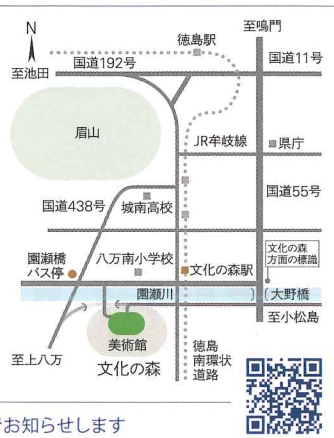 N
徳島駅
至鳴門
国道192号
国道11号
至池田
眉山
JR牟岐線
県庁
国道438号
城南高校
国道55号
園瀬橋
バス停
八万南小学校
文化の森駅
文化の森
方面の標識
園瀬川
大野橋
至小松島
美術館
文化の森
至上八万
徳島
南環状
道路
でお知らせします